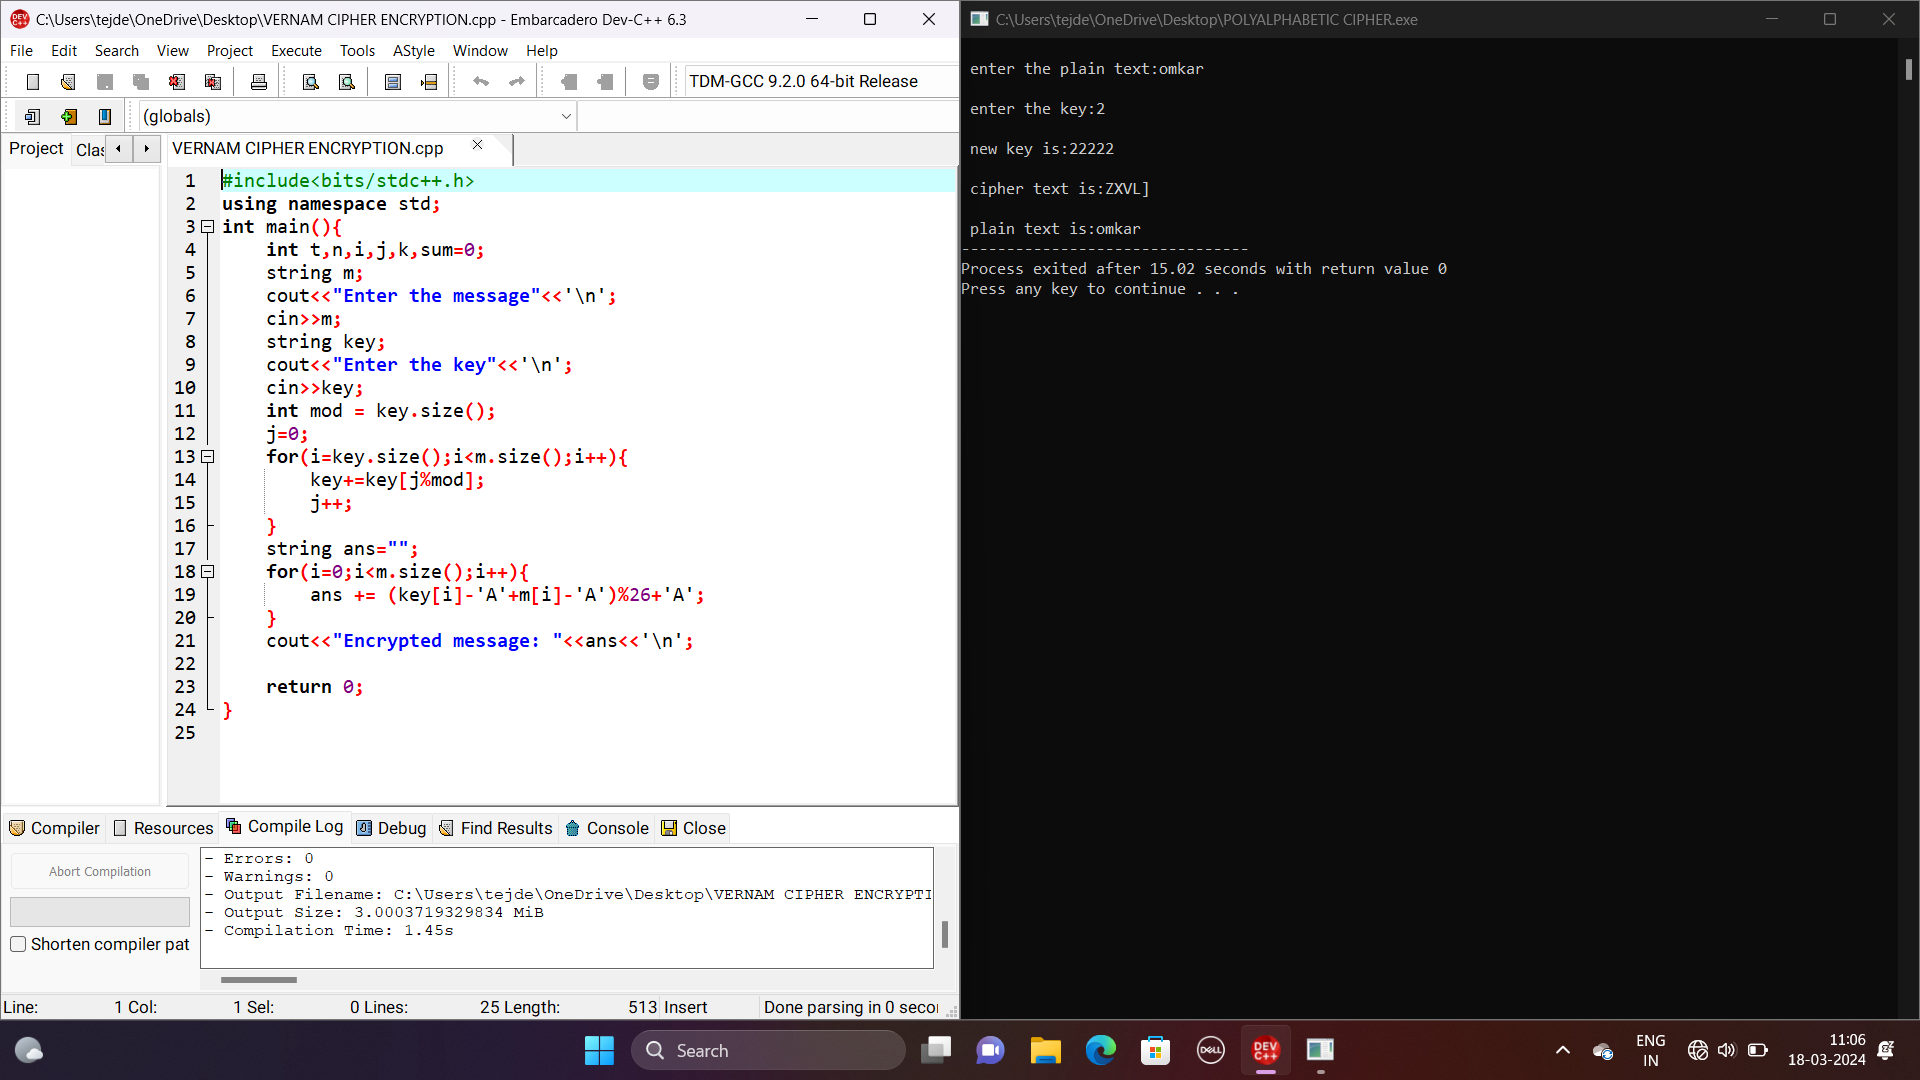 C:\Users\tejde\OneDrive\Desktop\VERNAM CIPHER ENCRYPTION.cpp - Embarcadero Dev-C++ 6.3
File Edit Search View Project Execute Tools AStyle Window Help
TDM-GCC 9.2.0 64-bit Release
(globals)
Project Clas
VERNAM CIPHER ENCRYPTION.cpp
1 #include<bits/stdc++.h>
2 using namespace std;
3 int main(){
4 int t,n,i,j,k,sum=0;
5 string m;
6 cout<<"Enter the message"<<'\n';
7 cin>>m;
8 string key;
9 cout<<"Enter the key"<<'\n';
10 cin>>key;
11 int mod = key.size();
12 j=0;
13 for(i=key.size();i<m.size();i++){
14 key+=key[j%mod];
15 j++;
16 }
17 string ans="";
18 for(i=0;i<m.size();i++){
19 ans += (key[i]-'A'+m[i]-'A')%26+'A';
20 }
21 cout<<"Encrypted message: "<<ans<<'\n';
22
23 return 0;
24 }
25
Compiler Resources Compile Log Debug Find Results Console Close
Abort Compilation
Shorten compiler pat
- Errors: 0
- Warnings: 0
- Output Filename: C:\Users\tejde\OneDrive\Desktop\VERNAM CIPHER ENCRYPTI
- Output Size: 3.0003719329834 MiB
- Compilation Time: 1.45s
Line: 1 Col: 1 Sel: 0 Lines: 25 Length: 513 Insert Done parsing in 0 secon
C:\Users\tejde\OneDrive\Desktop\POLYALPHABETIC CIPHER.exe
enter the plain text:omkar
enter the key:2
new key is:22222
cipher text is:ZXVL]
plain text is:omkar
--------------------------------
Process exited after 15.02 seconds with return value 0
Press any key to continue . . .
Search
DELL
DEV C++
ENG
IN
11:06
18-03-2024